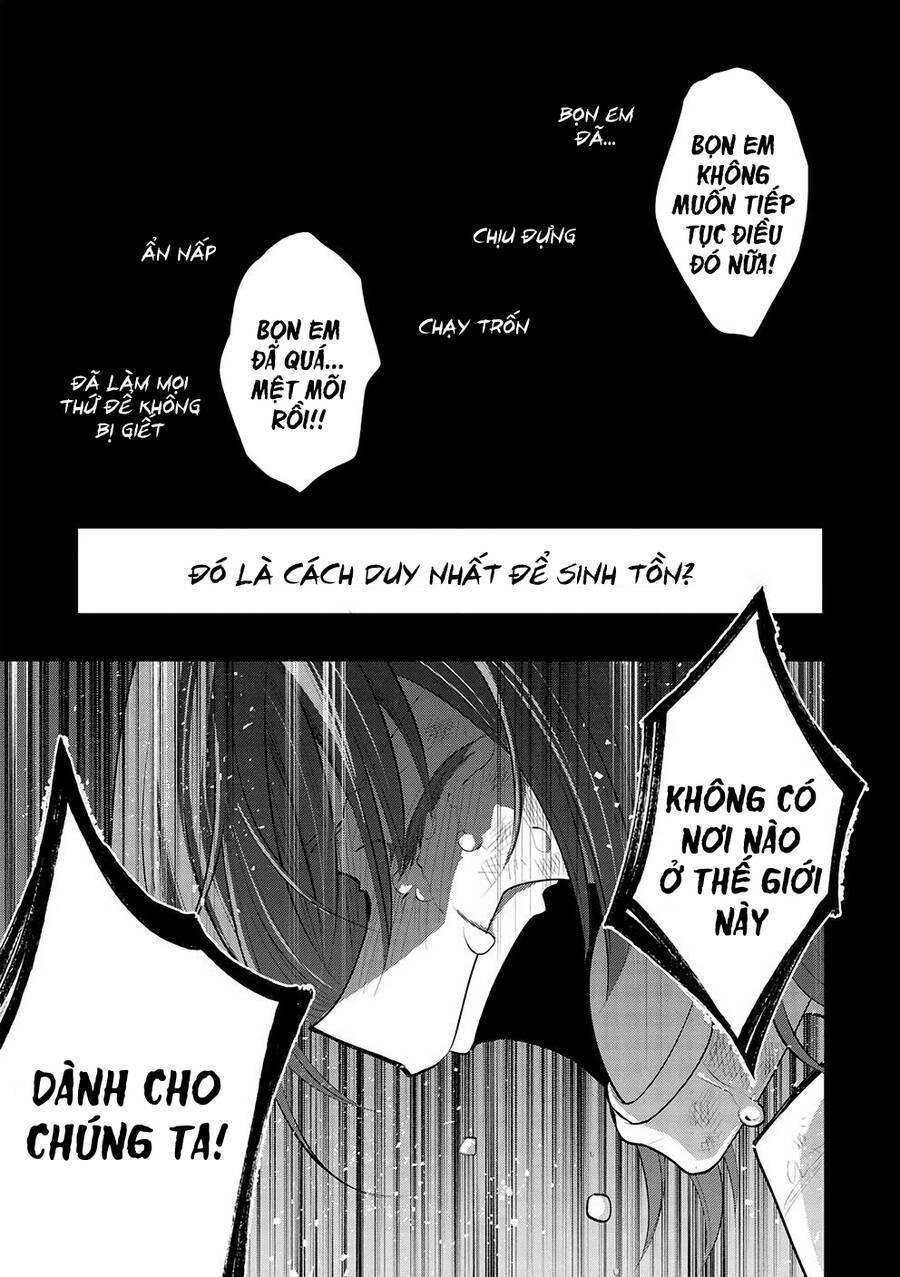 BỌN EM
KHÔNG
MUỐN TIẾP
TỤC ĐIỀU
ĐÓ NỮA!
BỌN EM
ĐÃ...
CHỊU ĐỰNG
CHẠY TRỐN
ẨN NẤP
BỌN EM
ĐÃ QUÁ...
MỆT MÕI
RỒI!!
ĐÃ LÀM MỌI
THỨ ĐỂ KHÔNG
BỊ GIẾT
ĐÓ LÀ CÁCH DUY NHẤT ĐỂ SINH TỒN?
KHÔNG CÓ
NƠI NÀO
Ở THẾ GIỚI
NÀY
DÀNH CHO
CHÚNG TA!